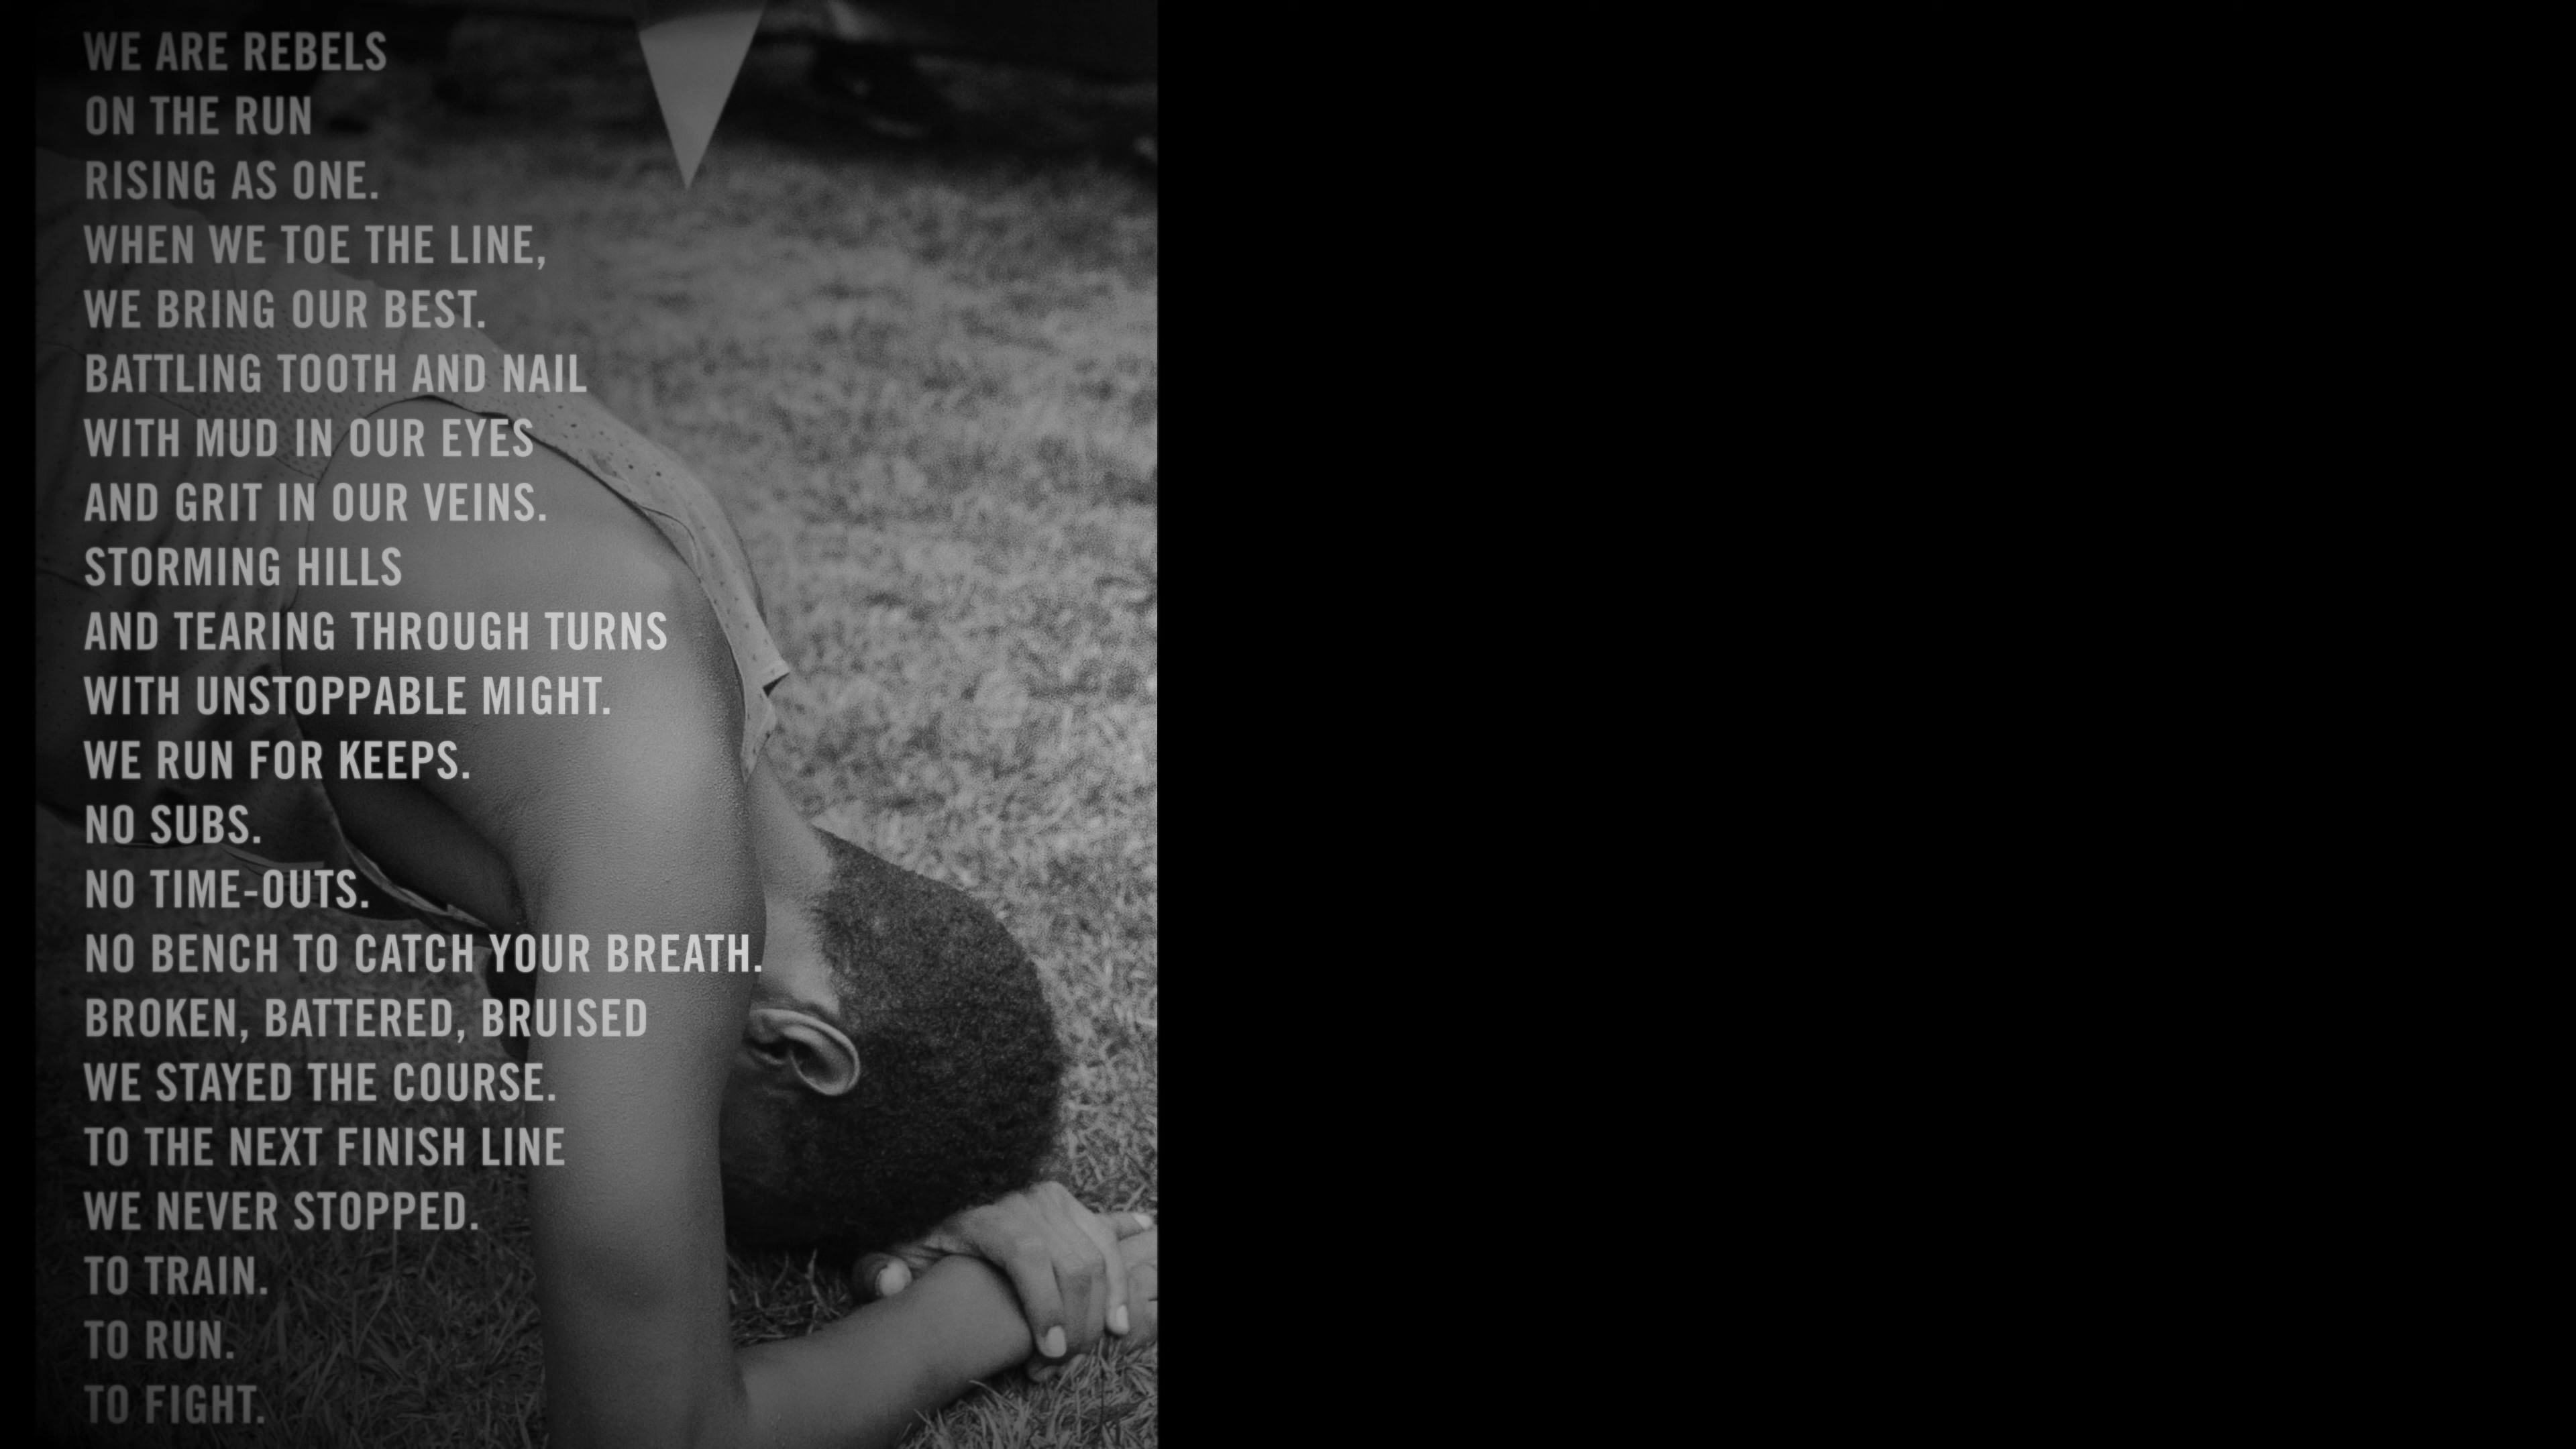 WE ARE REBELS
ON THE RUN
RISING AS ONE.
WHEN WE TOE THE LINE,
WE BRING OUR BEST.
BATTLING TOOTH AND NAIL
WITH MUD IN OUR EYES
AND GRIT IN OUR VEINS.
STORMING HILLS
AND TEARING THROUGH TURNS
WITH UNSTOPPABLE MIGHT.
WE RUN FOR KEEPS.
NO SUBS.
NO TIME-OUTS.
NO BENCH TO CATCH YOUR BREATH.
BROKEN, BATTERED, BRUISED
WE STAYED THE COURSE.
TO THE NEXT FINISH LINE
WE NEVER STOPPED.
TO TRAIN.
TO RUN.
TO FIGHT.